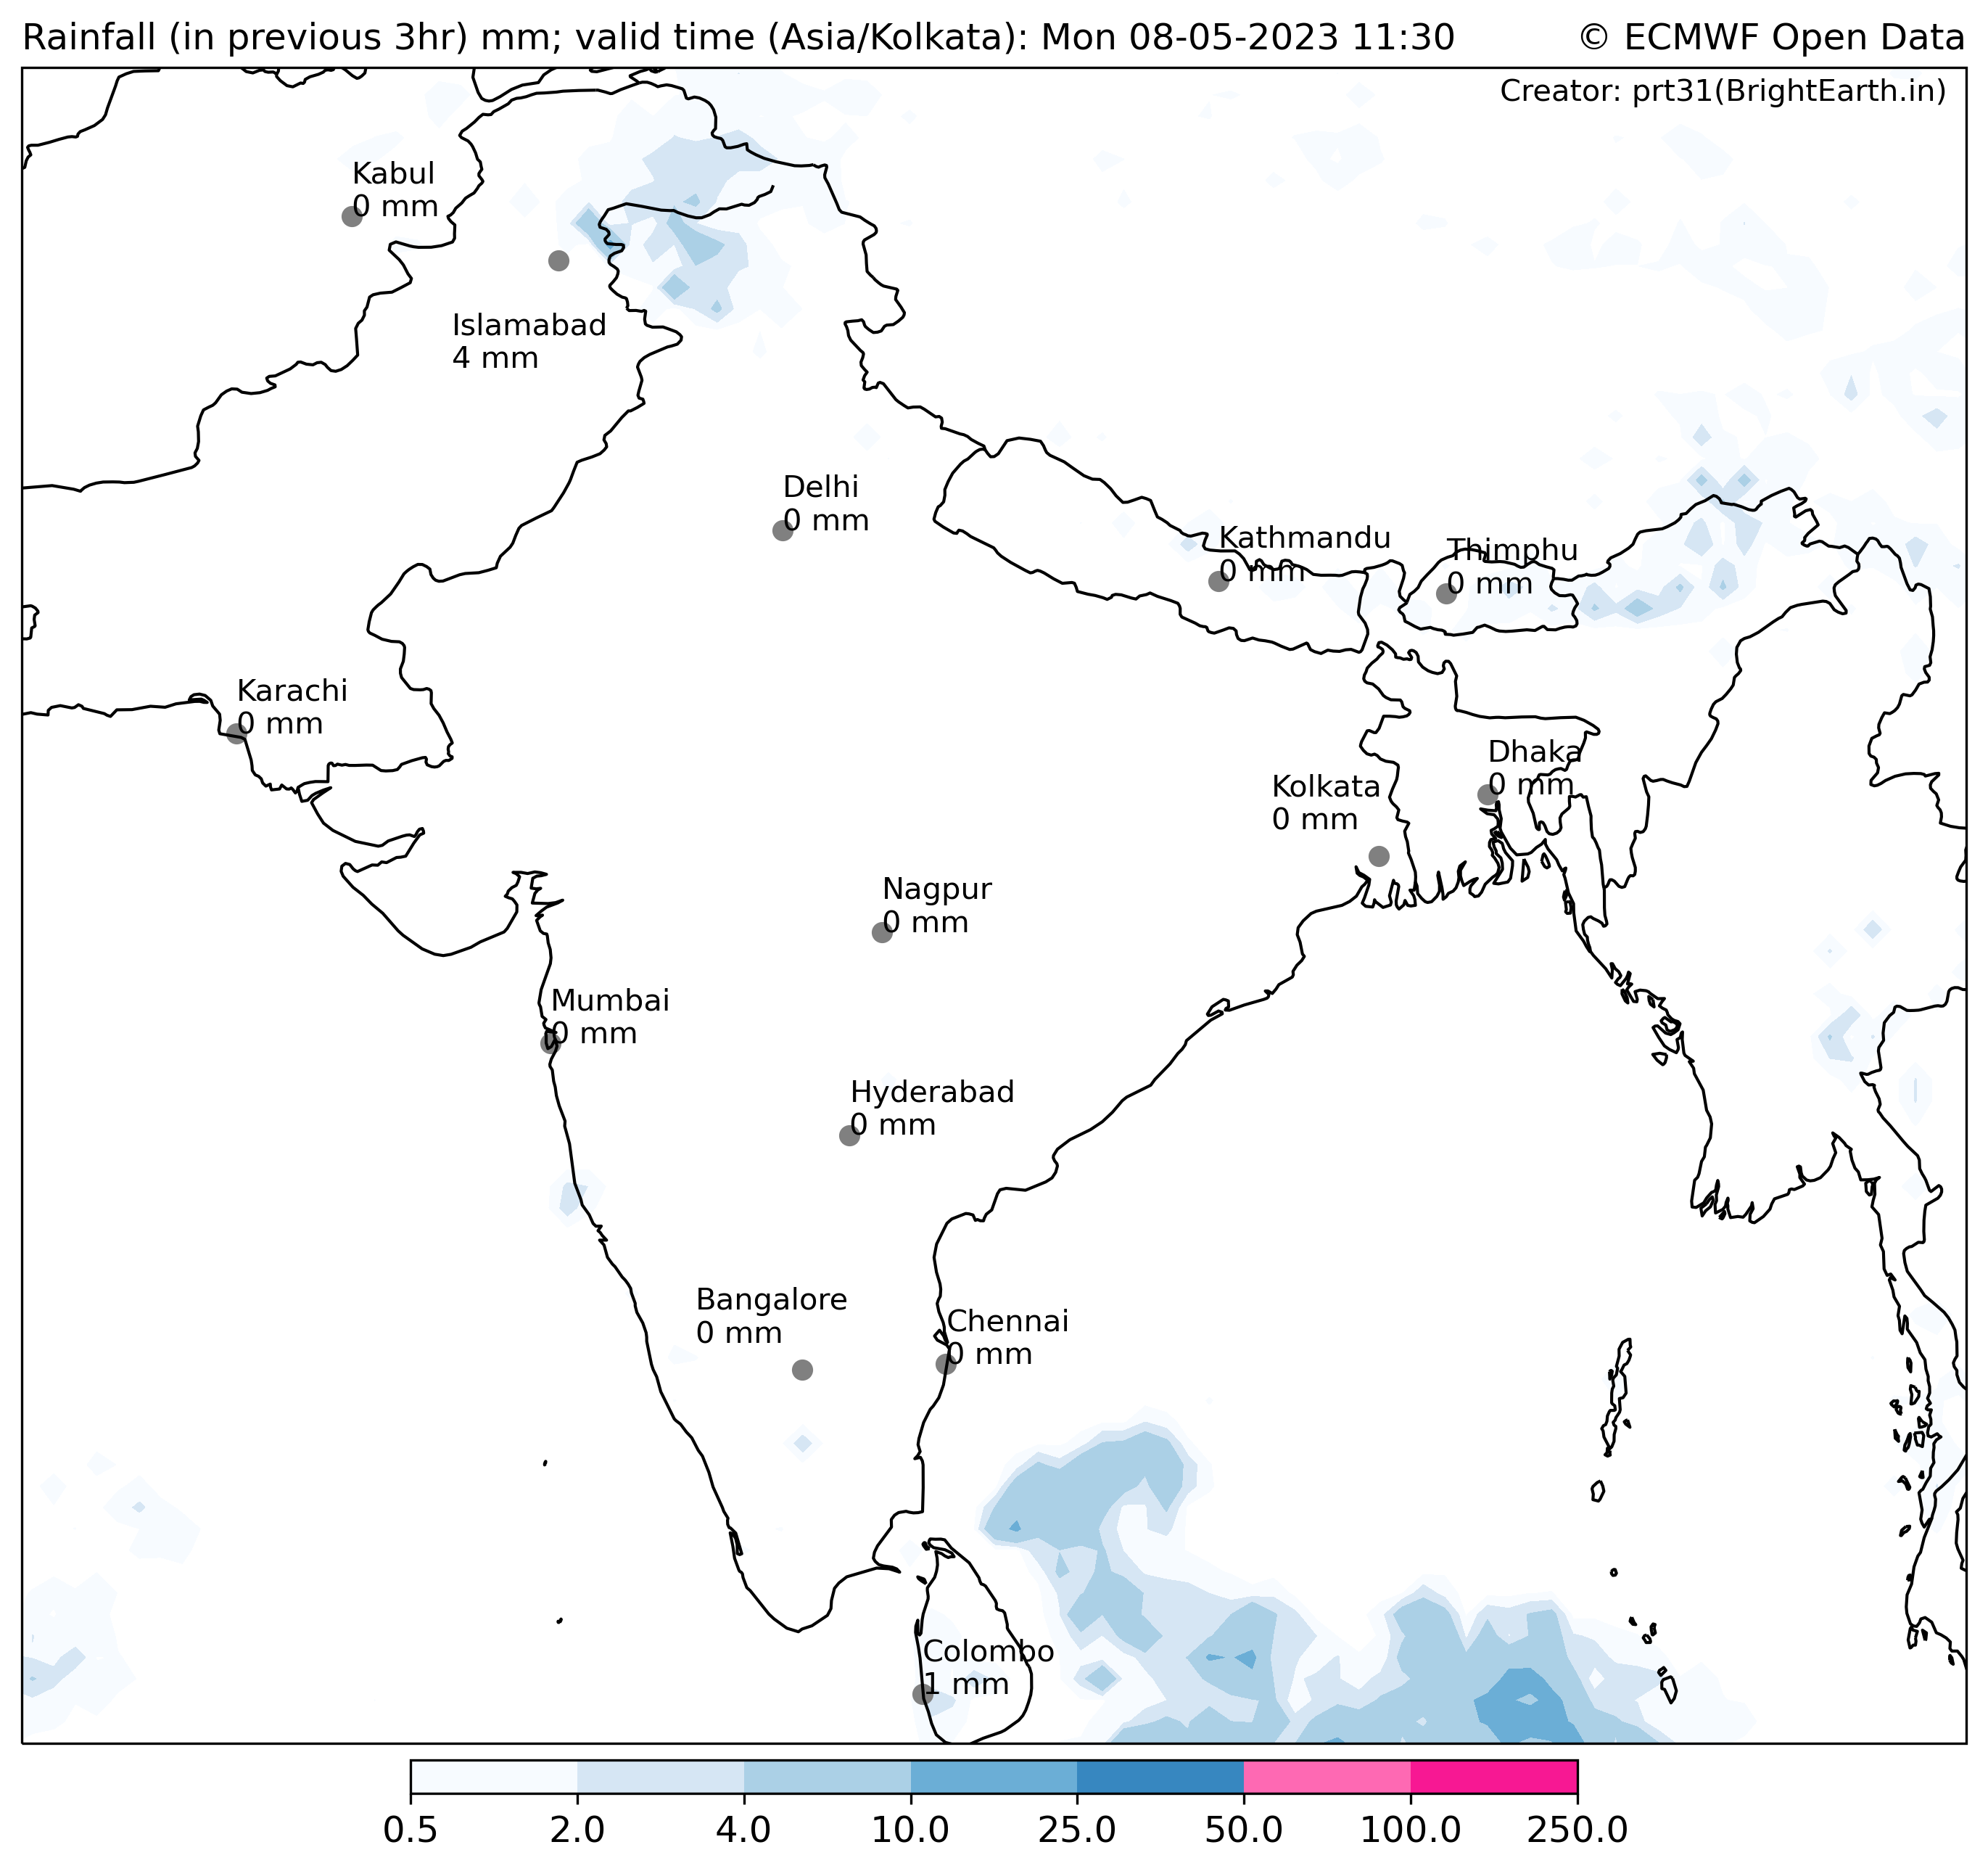 Rainfall (in previous 3hr) mm; valid time (Asia/Kolkata): Mon 08-05-2023 11:30
© ECMWF Open Data
Creator: prt31(BrightEarth.in)
Kabul
0 mm
Islamabad
4 mm
Delhi
0 mm
Kathmandu
0 mm
Thimphu
0 mm
Karachi
0 mm
Dhaka
0 mm
Kolkata
0 mm
Nagpur
0 mm
Mumbai
0 mm
Hyderabad
0 mm
Bangalore
0 mm
Chennai
0 mm
Colombo
1 mm
0.5 2.0 4.0 10.0 25.0 50.0 100.0 250.0